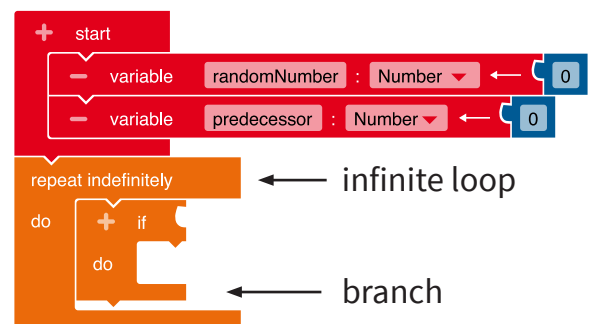 + start
− variable randomNumber : Number ← 0
− variable predecessor : Number ← 0
repeat indefinitely ← infinite loop
do + if
do
← branch